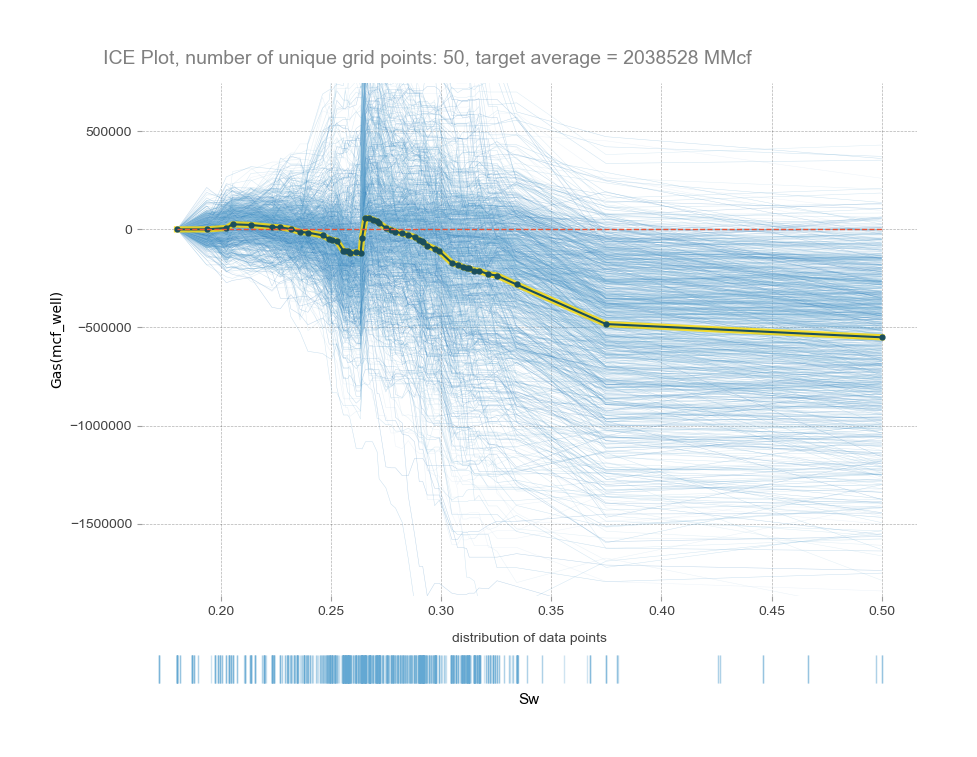 ICE Plot, number of unique grid points: 50, target average = 2038528 MMcf
500000
0
−500000
−1000000
−1500000
Gas(mcf_well)
0.20 0.25 0.30 0.35 0.40 0.45 0.50
distribution of data points
Sw